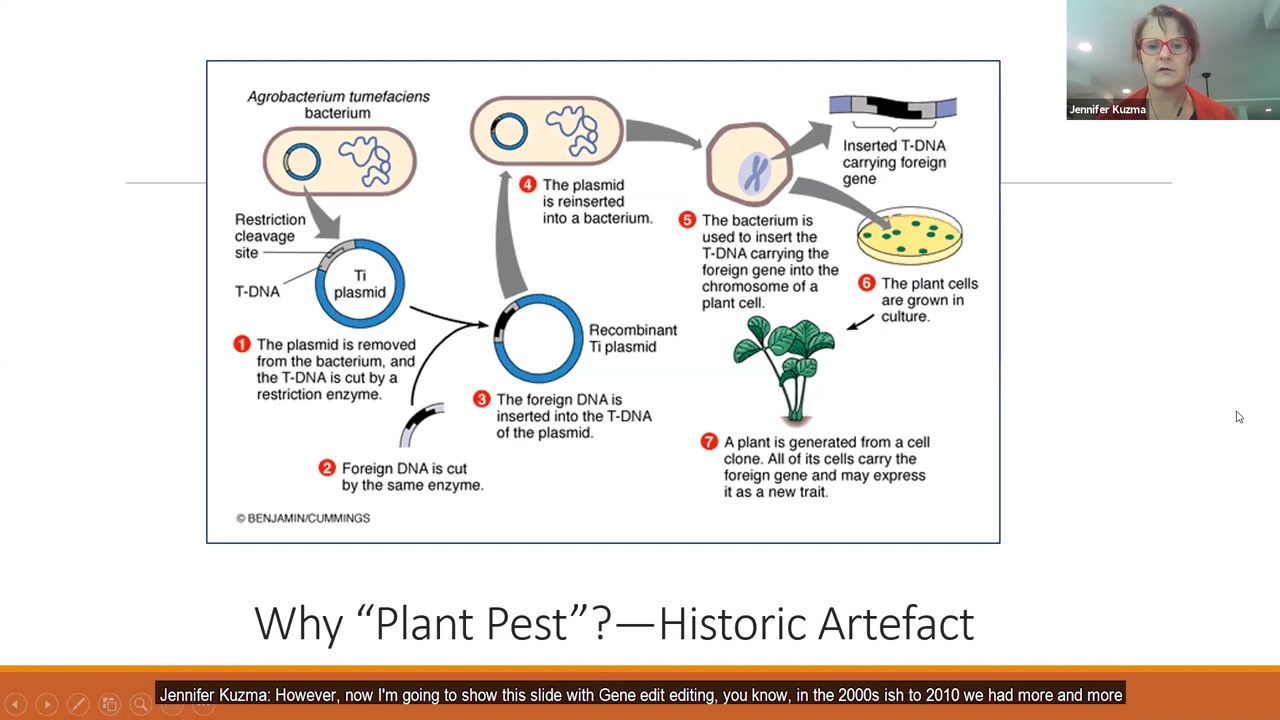 Jennifer Kuzma
Agrobacterium tumefaciens
bacterium
Restriction
cleavage
site
T-DNA
Ti
plasmid
1 The plasmid is removed
from the bacterium, and
the T-DNA is cut by a
restriction enzyme.
2 Foreign DNA is cut
by the same enzyme.
3 The foreign DNA is
inserted into the T-DNA
of the plasmid.
Recombinant
Ti plasmid
4 The plasmid
is reinserted
into a bacterium.
5 The bacterium is
used to insert the
T-DNA carrying the
foreign gene into the
chromosome of a
plant cell.
Inserted T-DNA
carrying foreign
gene
6 The plant cells
are grown in
culture.
7 A plant is generated from a cell
clone. All of its cells carry the
foreign gene and may express
it as a new trait.
© BENJAMIN/CUMMINGS
Why “Plant Pest”?—Historic Artefact
Jennifer Kuzma: However, now I'm going to show this slide with Gene edit editing, you know, in the 2000s ish to 2010 we had more and more